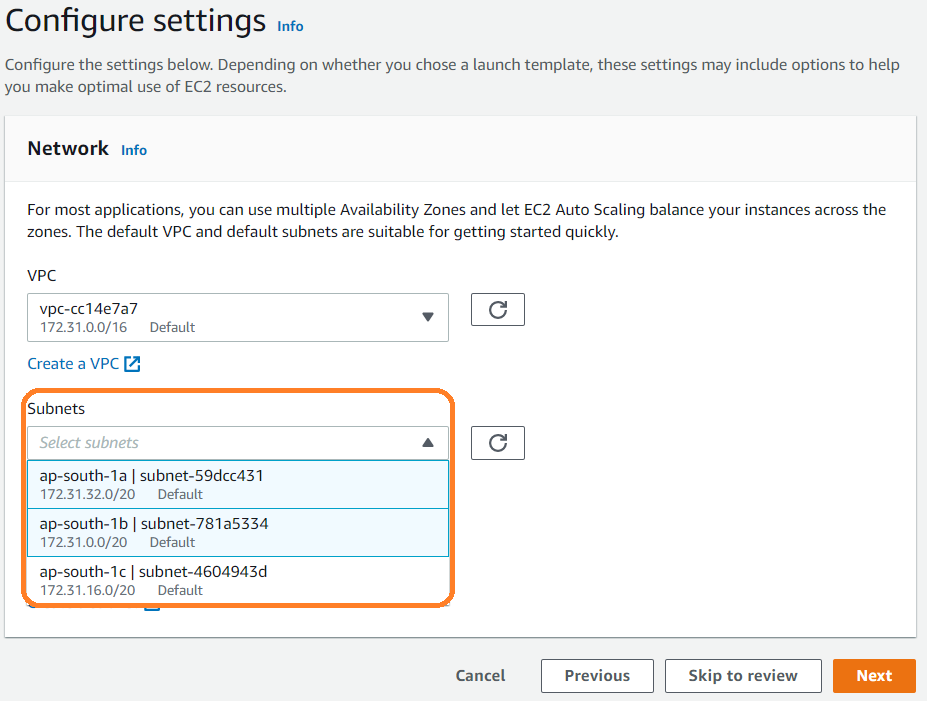 Configure settings Info
Configure the settings below. Depending on whether you chose a launch template, these settings may include options to help
you make optimal use of EC2 resources.
Network Info
For most applications, you can use multiple Availability Zones and let EC2 Auto Scaling balance your instances across the
zones. The default VPC and default subnets are suitable for getting started quickly.
VPC
vpc-cc14e7a7
172.31.0.0/16 Default
Create a VPC
Subnets
Select subnets
ap-south-1a | subnet-59dcc431
172.31.32.0/20 Default
ap-south-1b | subnet-781a5334
172.31.0.0/20 Default
ap-south-1c | subnet-4604943d
172.31.16.0/20 Default
Cancel Previous Skip to review Next